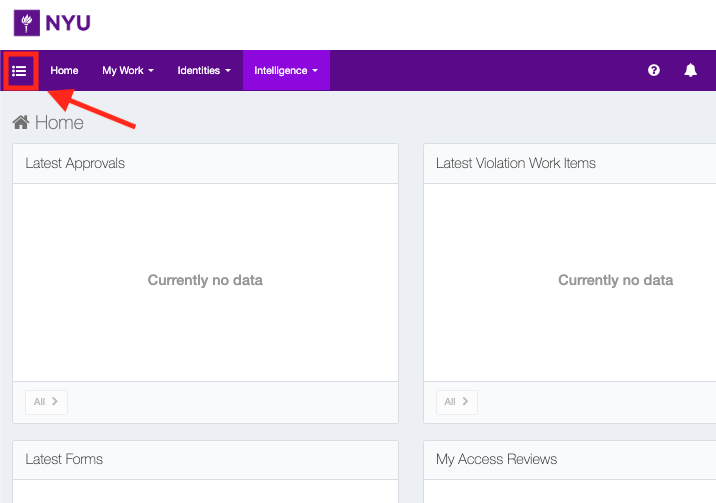 NYU
Home My Work Identities Intelligence
Home
Latest Approvals
Currently no data
All
Latest Violation Work Items
Currently no data
All
Latest Forms
My Access Reviews